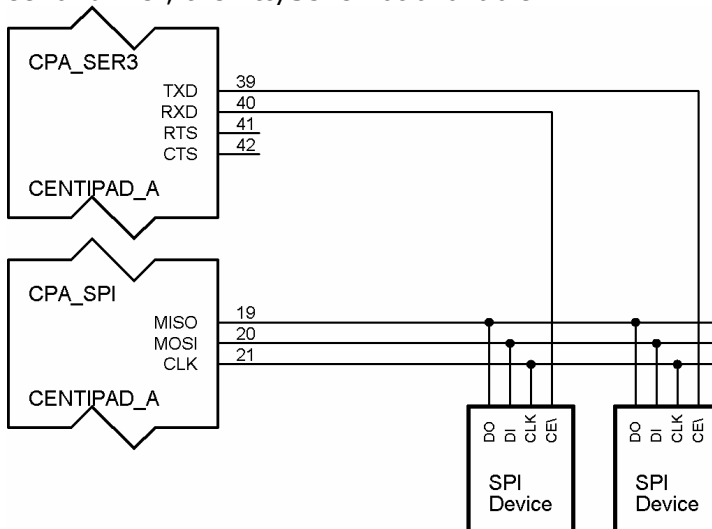 CPA_SER3
TXD 39
RXD 40
RTS 41
CTS 42
CENTIPAD_A
CPA_SPI
MISO 19
MOSI 20
CLK 21
CENTIPAD_A
DO DI CLK CE\
SPI
Device
DO DI CLK CE\
SPI
Device